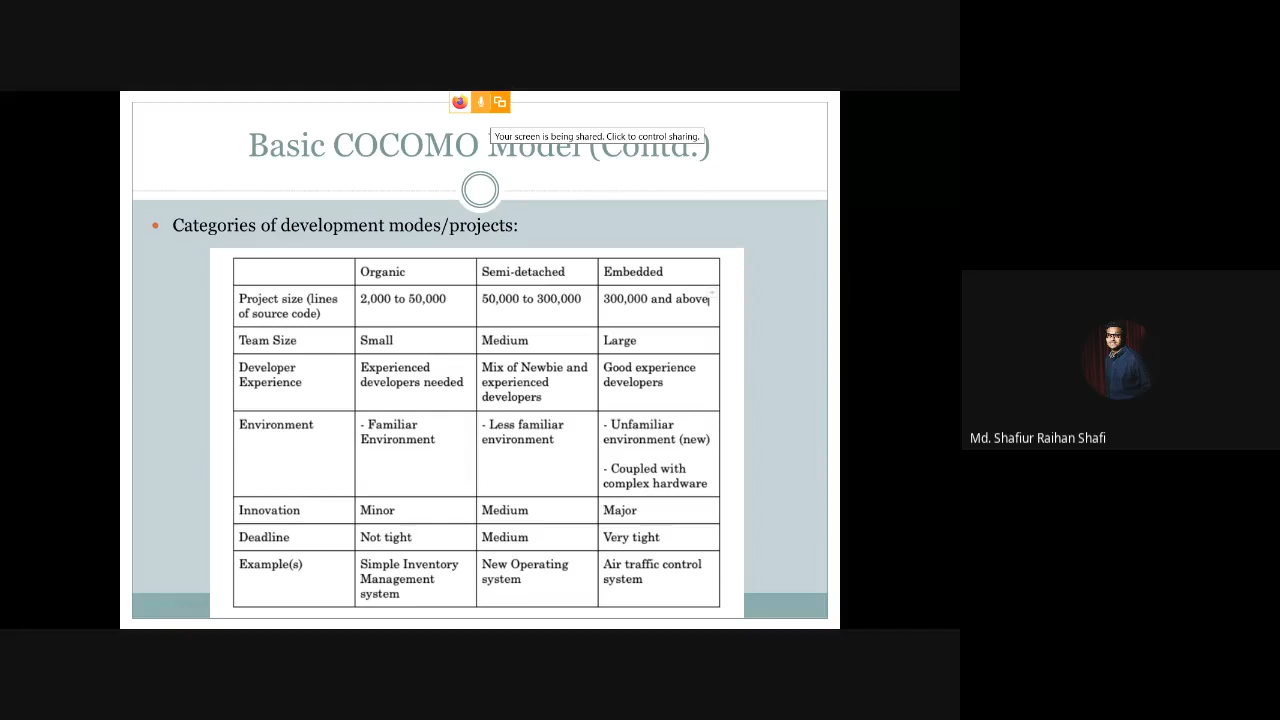 Your screen is being shared. Click to control sharing.
Basic COCOMO Model (Contd.)
Categories of development modes/projects:
Organic Semi-detached Embedded
Project size (lines of source code) 2,000 to 50,000 50,000 to 300,000 300,000 and above
Team Size Small Medium Large
Developer Experience Experienced developers needed Mix of Newbie and experienced developers Good experience developers
Environment - Familiar Environment - Less familiar environment - Unfamiliar environment (new)
- Coupled with complex hardware
Innovation Minor Medium Major
Deadline Not tight Medium Very tight
Example(s) Simple Inventory Management system New Operating system Air traffic control system
Md. Shafiur Raihan Shafi